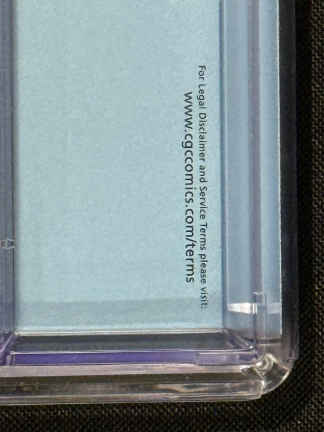 For Legal Disclaimer and Service Terms please visit:
www.cgccomics.com/terms